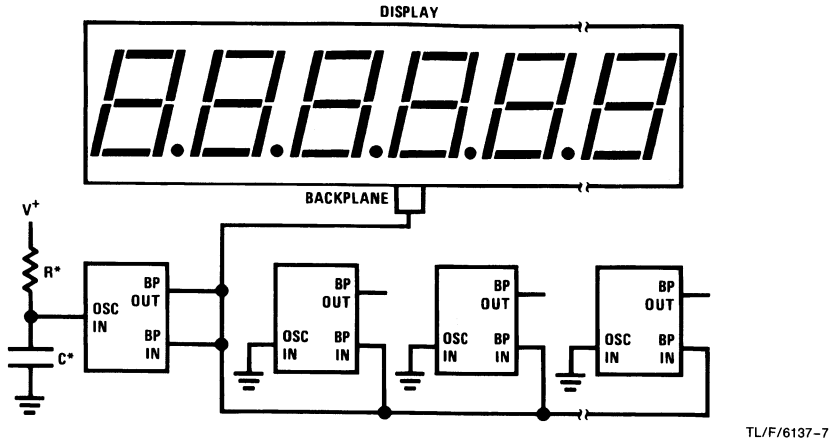 DISPLAY
BACKPLANE
V+
R*
C*
OSC
IN
BP
OUT
BP
IN
BP
OUT
OSC
IN
BP
IN
BP
OUT
OSC
IN
BP
IN
BP
OUT
OSC
IN
BP
IN
TL/F/6137-7